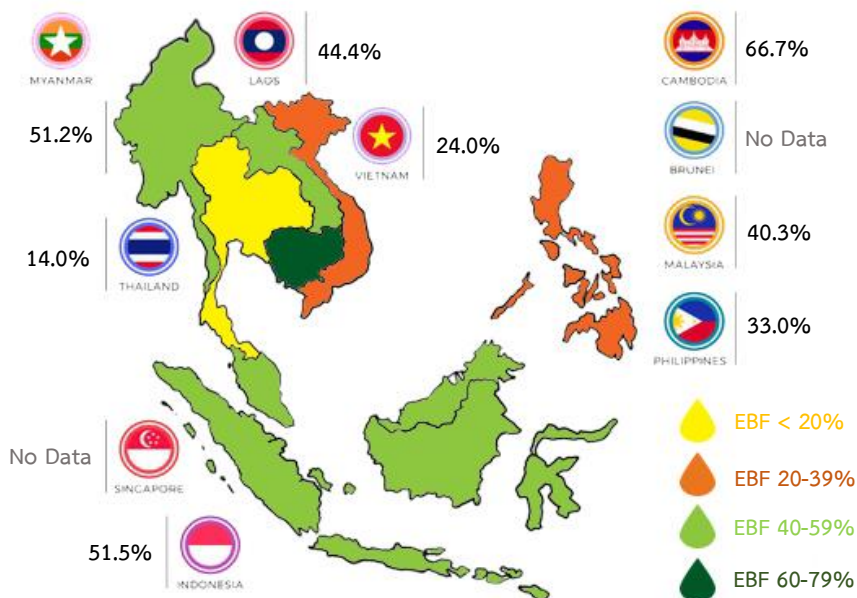 MYANMAR
51.2%
LAOS
44.4%
VIETNAM
24.0%
THAILAND
14.0%
CAMBODIA
66.7%
BRUNEI
No Data
MALAYSIA
40.3%
PHILIPPINES
33.0%
No Data
SINGAPORE
51.5%
INDONESIA
EBF < 20%
EBF 20-39%
EBF 40-59%
EBF 60-79%